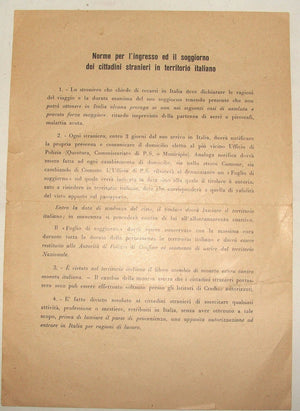 Norme per l'ingresso ed il soggiorno
dei cittadini stranieri in territorio italiano
1. - Lo straniero che chiede di recarsi in Italia deve dichiarare le ragioni
del viaggio e la durata massima del suo soggiorno tenendo presente che non
potrà ottenere in Italia alcuna proroga se non nei seguenti casi di assoluta e
provata forza maggiore: ritardo imprevisto della partenza di aerei o piroscafi,
malattia acuta.
2. - Ogni straniero, entro 3 giorni dal suo arrivo in Italia, dovrà notificare
la propria presenza e comunicare il domicilio eletto al più vicino Ufficio di
Polizia (Questura, Commissariato di P.S. o Municipio). Analoga notifica dovrà
essere fatta ad ogni cambiamento di domicilio, sia nello stesso Comune, sia
cambiando di Comune. L'Ufficio di P.S. al denunziante un «Foglio di
soggiorno» sul quale verrà indicata la data alla quale il titolare è autoriz-
zato a risiedere in territorio italiano, data che corrisponderà a quella di validità
del visto apposto sul passaporto.
Entro la data di scadenza del visto, il titolare dovrà lasciare il territorio
italiano; in mancanza si procederà contro di lui all'allontanamento coattivo.
Il «Foglio di soggiorno» dovrà essere conservato con la massima cura
durante tutta la durata della permanenza in territorio italiano e dovrà essere
restituito alle Autorità di Polizia di Confine al momento di uscire dal territorio
Nazionale.
3. - È vietato nel territorio italiano il libero cambio di moneta estera contro
moneta italiana. - Il cambio della moneta estera che i cittadini stranieri porteran-
no seco può essere effettuato soltanto presso gli Istituti di Credito autorizzati.
4. - E' fatto divieto assoluto ai cittadini stranieri di esercitare qualsiasi
attività, professione o mestiere, retribuiti in Italia, senza aver ottenuto a tale
scopo, prima di lasciare il paese di provenienza, una apposita autorizzazione ad
entrare in Italia per ragioni di lavoro.